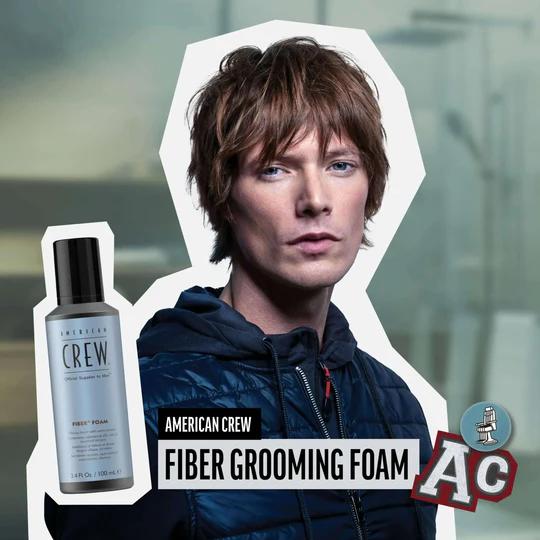 AMERICAN
CREW
Official Supplier to Men
FIBER™ FOAM
3.4 Fl. Oz. / 100 mL e
AMERICAN CREW
FIBER GROOMING FOAM
AC